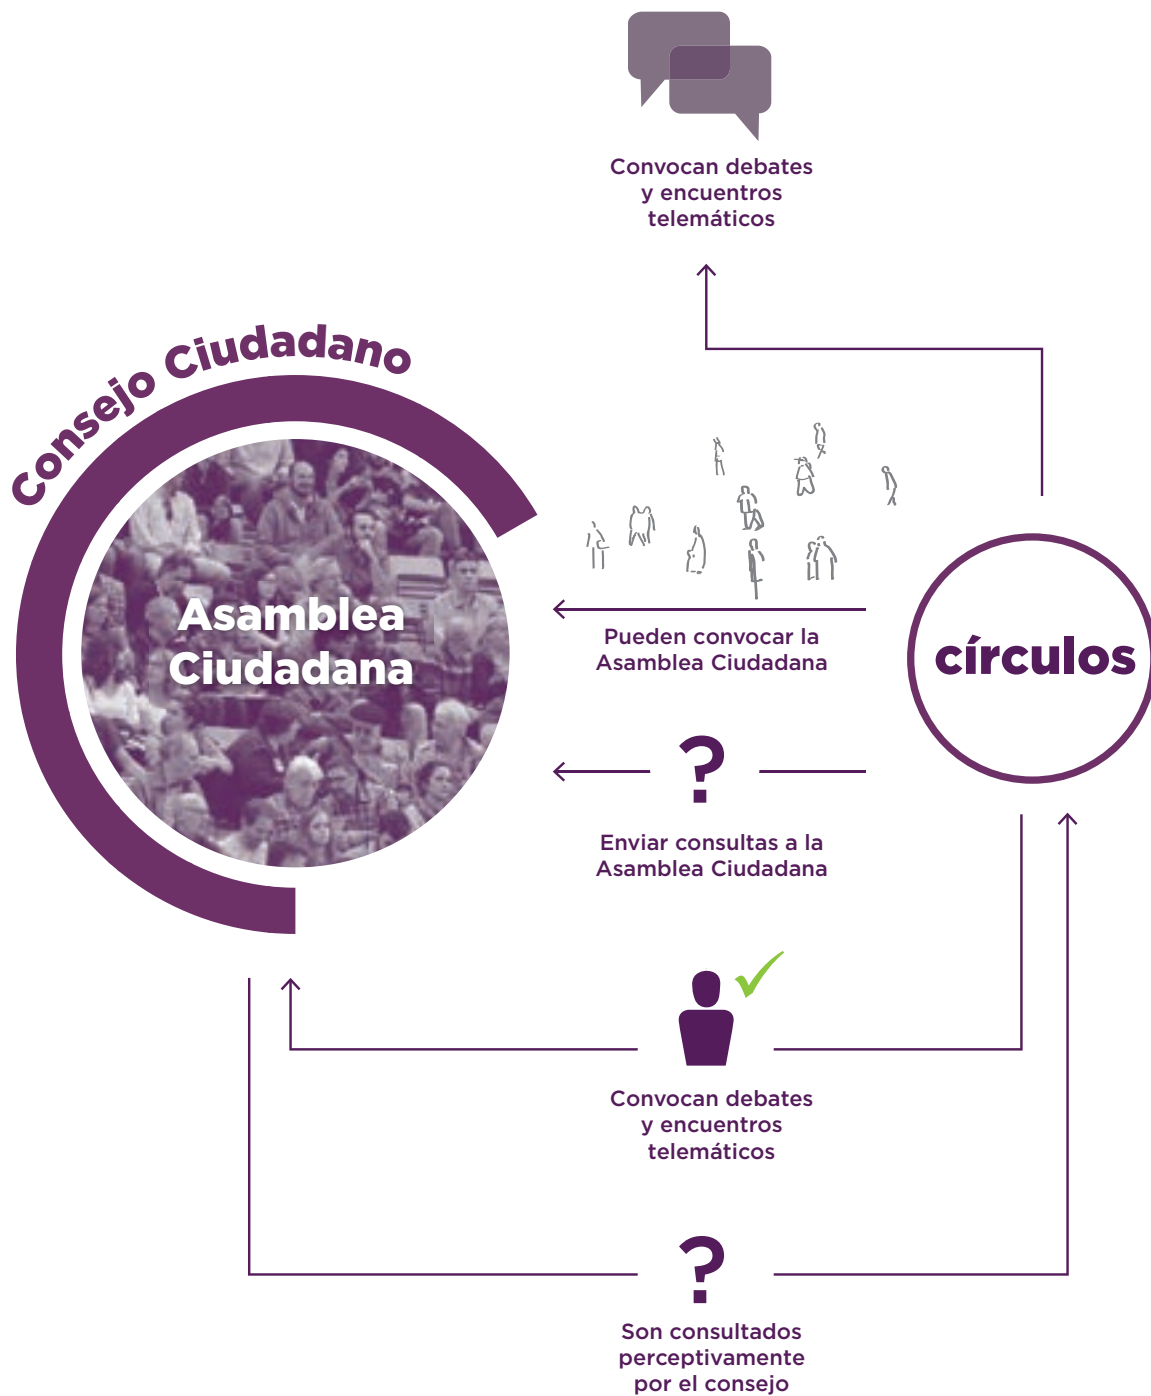 Convocan debates
y encuentros
telemáticos
Consejo Ciudadano
Asamblea
Ciudadana
Pueden convocar la
Asamblea Ciudadana
círculos
?
Enviar consultas a la
Asamblea Ciudadana
Convocan debates
y encuentros
telemáticos
?
Son consultados
perceptivamente
por el consejo